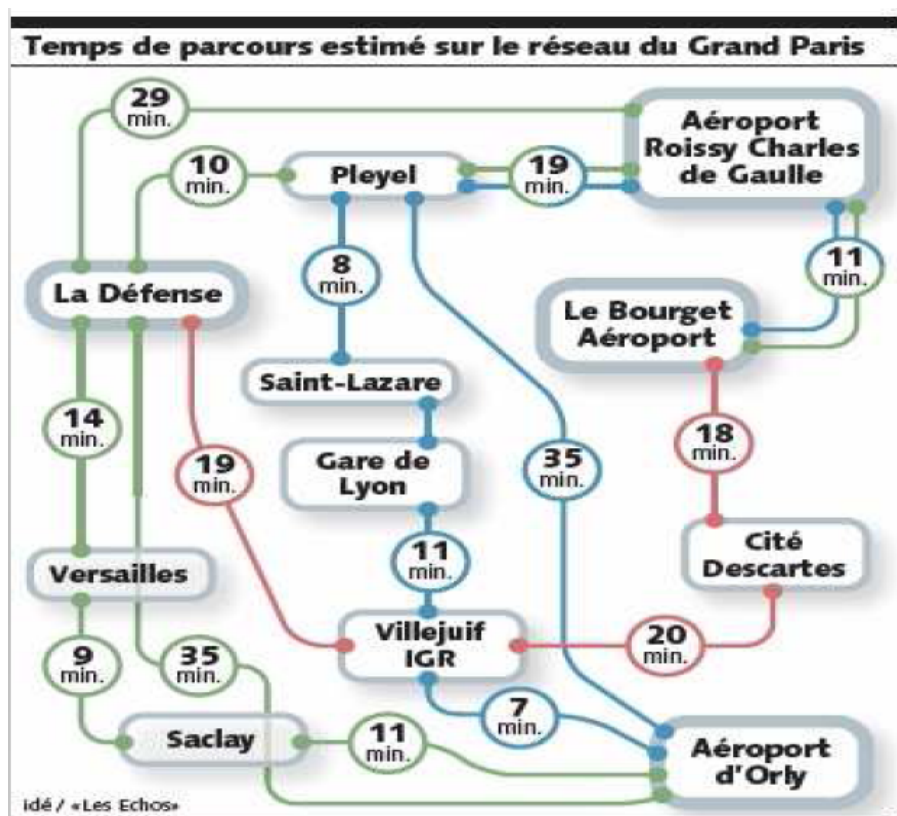 Temps de parcours estimé sur le réseau du Grand Paris
29
min.
Aéroport
Roissy Charles
de Gaulle
10
min.
Pleyel
19
min.
8
min.
11
min.
La Défense
Le Bourget
Aéroport
Saint-Lazare
14
min.
19
min.
Gare de
Lyon
35
min.
18
min.
Cité
Descartes
11
min.
Versailles
Villejuif
IGR
20
min.
9
min.
35
min.
7
min.
Saclay
11
min.
Aéroport
d'Orly
idé / «Les Echos»